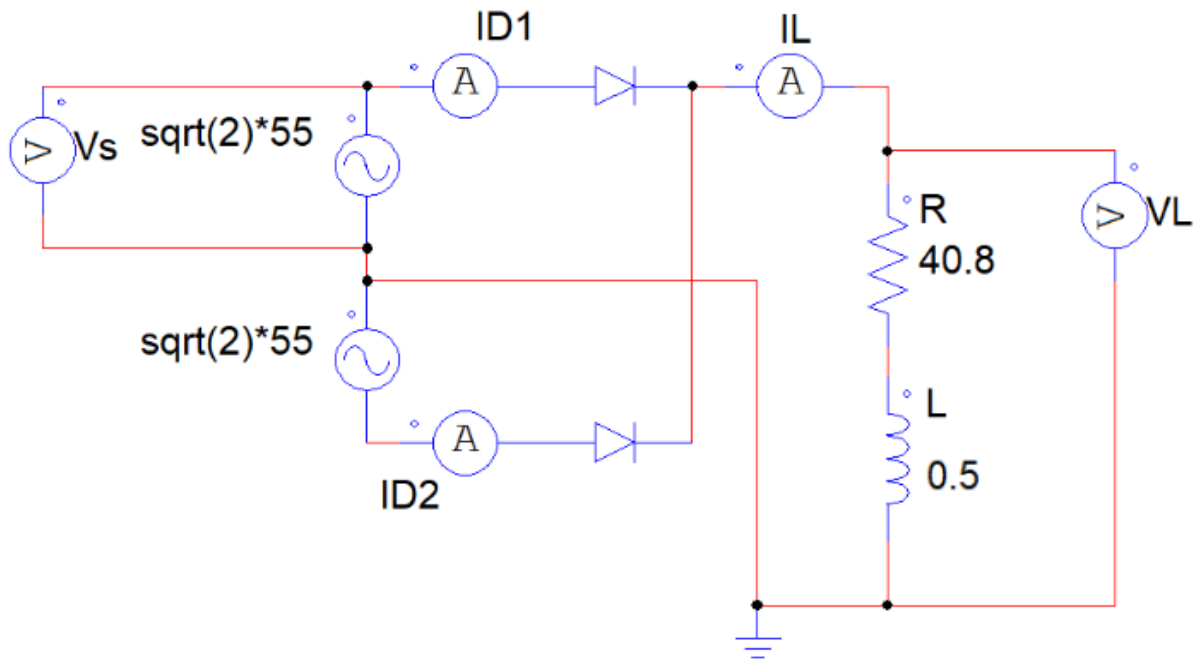 ID1
IL
A
A
Vs
V
sqrt(2)*55
R
40.8
V
VL
sqrt(2)*55
L
0.5
A
ID2